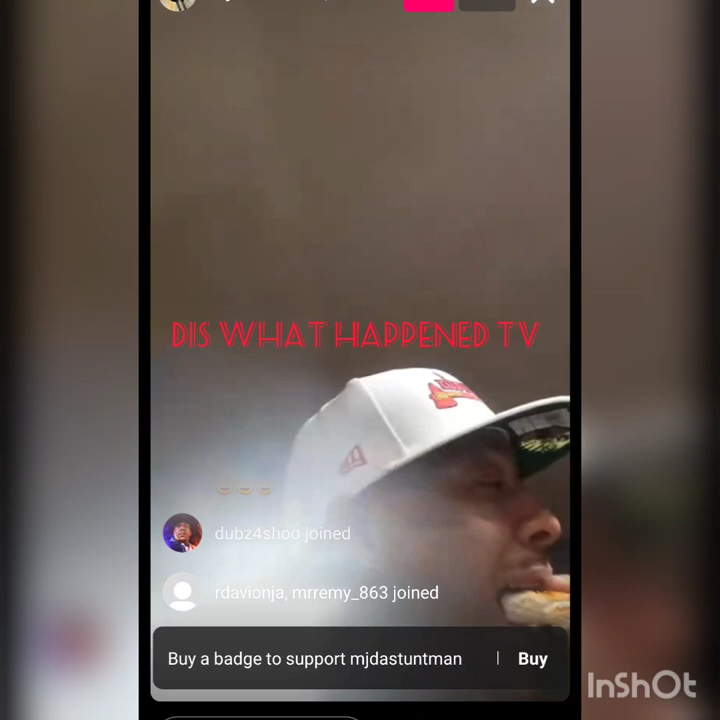 DIS WHAT HAPPENED TV
dubz4shoo joined
rdavionja, mrremy_863 joined
Buy a badge to support mjdastuntman | Buy
InShOt